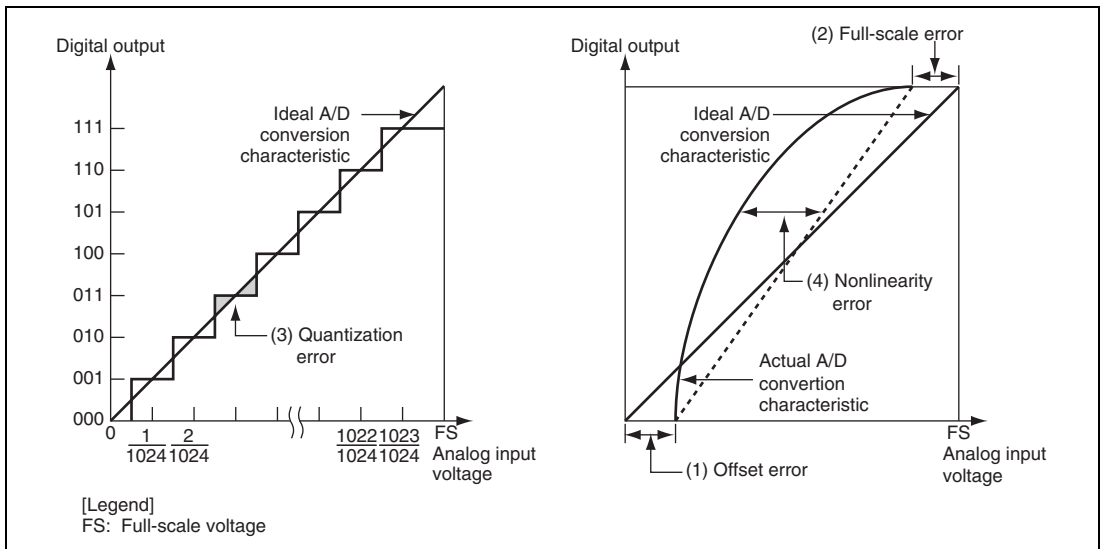 Digital output
111
110
101
100
011
010
001
000
Ideal A/D
conversion
characteristic
(3) Quantization
error
0
1
1024
2
1024
1022
1024
1023
1024
FS
Analog input
voltage
[Legend]
FS: Full-scale voltage
Digital output
(2) Full-scale error
Ideal A/D
conversion
characteristic
(4) Nonlinearity
error
Actual A/D
convertion
characteristic
FS
Analog input
voltage
(1) Offset error